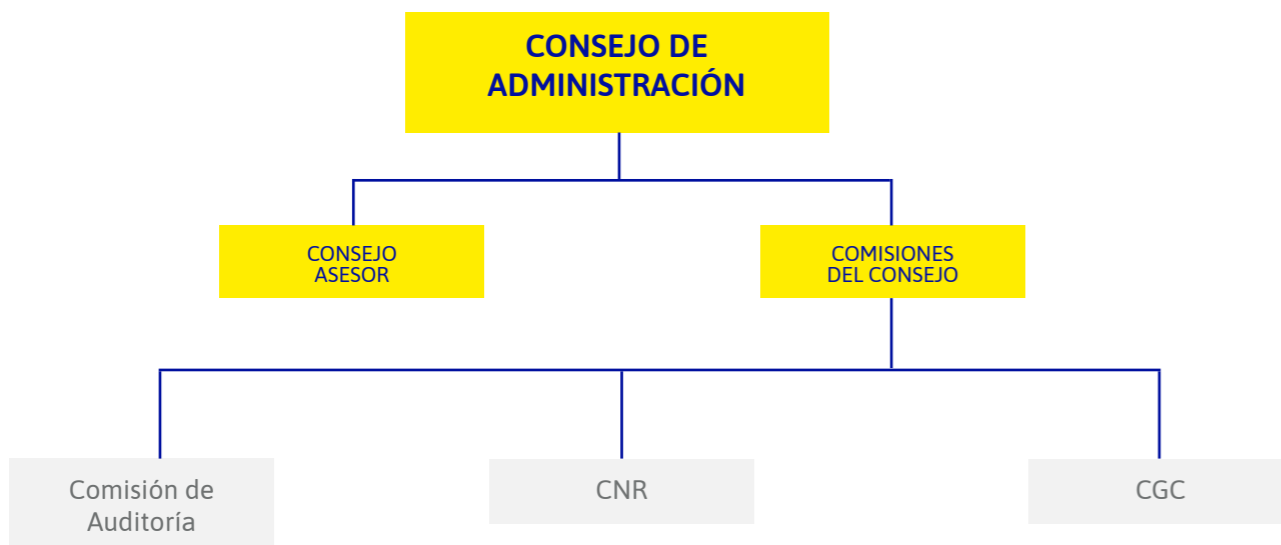 CONSEJO DE
ADMINISTRACIÓN
CONSEJO
ASESOR
COMISIONES
DEL CONSEJO
Comisión de
Auditoría
CNR
CGC